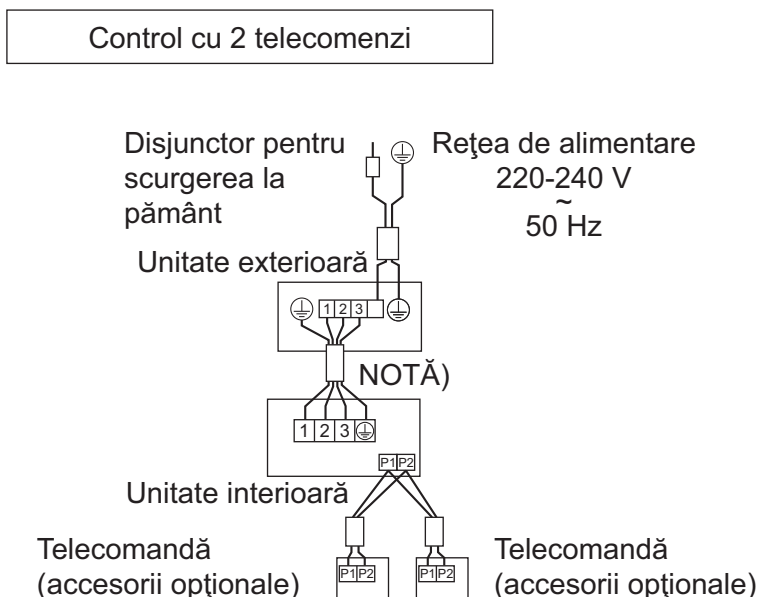 Control cu 2 telecomenzi
Disjunctor pentru
scurgerea la
pământ
Reţea de alimentare
220-240 V
~
50 Hz
Unitate exterioară
1 2 3
NOTĂ)
1 2 3
P1 P2
Unitate interioară
Telecomandă
(accesorii opţionale)
P1 P2
P1 P2
Telecomandă
(accesorii opţionale)